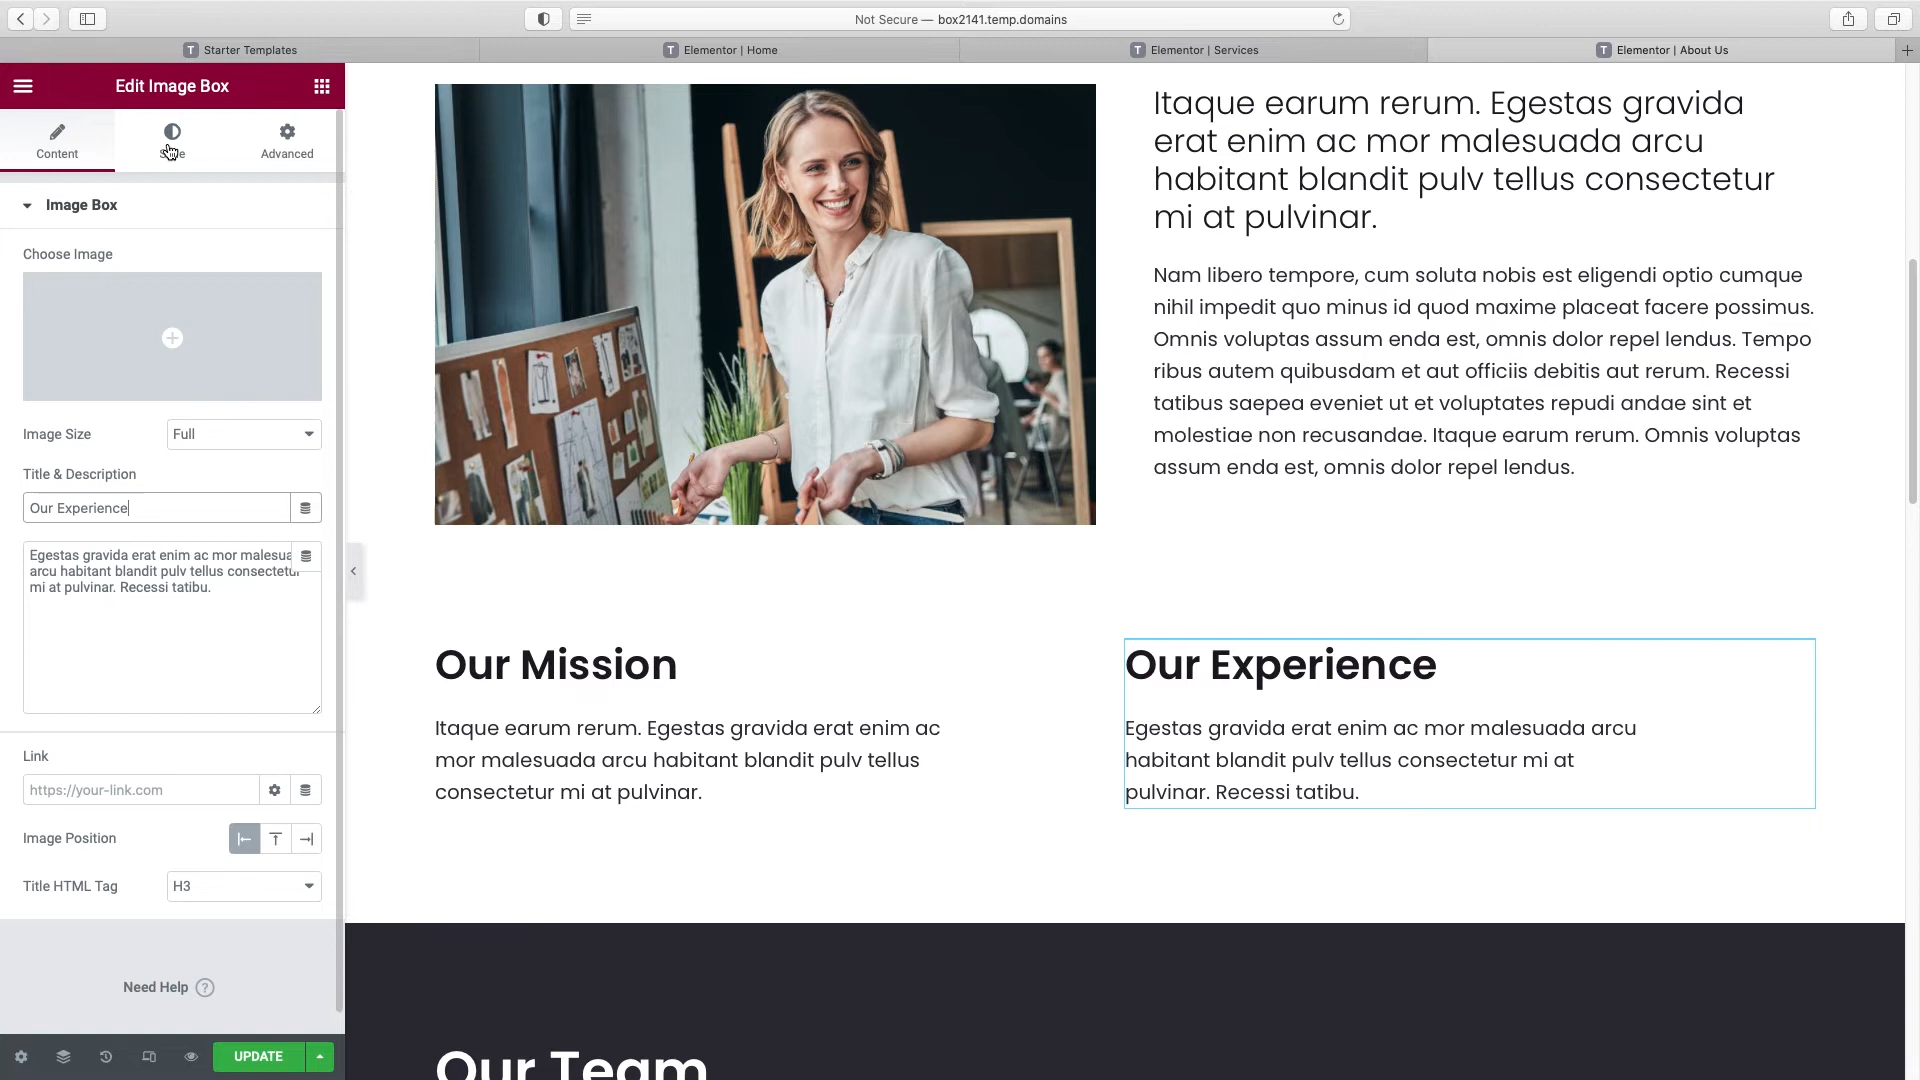 Not Secure — box2141.temp.domains
T Starter Templates
T Elementor | Home
T Elementor | Services
T Elementor | About Us
Edit Image Box
Content
Advanced
Image Box
Choose Image
Image Size
Full
Title & Description
Our Experience
Egestas gravida erat enim ac mor malesua
arcu habitant blandit pulv tellus consectetur
mi at pulvinar. Recessi tatibu.
Link
https://your-link.com
Image Position
Title HTML Tag
H3
Need Help ?
UPDATE
Itaque earum rerum. Egestas gravida
erat enim ac mor malesuada arcu
habitant blandit pulv tellus consectetur
mi at pulvinar.
Nam libero tempore, cum soluta nobis est eligendi optio cumque
nihil impedit quo minus id quod maxime placeat facere possimus.
Omnis voluptas assum enda est, omnis dolor repel lendus. Tempo
ribus autem quibusdam et aut officiis debitis aut rerum. Recessi
tatibus saepea eveniet ut et voluptates repudi andae sint et
molestiae non recusandae. Itaque earum rerum. Omnis voluptas
assum enda est, omnis dolor repel lendus.
Our Mission
Itaque earum rerum. Egestas gravida erat enim ac
mor malesuada arcu habitant blandit pulv tellus
consectetur mi at pulvinar.
Our Experience
Egestas gravida erat enim ac mor malesuada arcu
habitant blandit pulv tellus consectetur mi at
pulvinar. Recessi tatibu.
Our Team